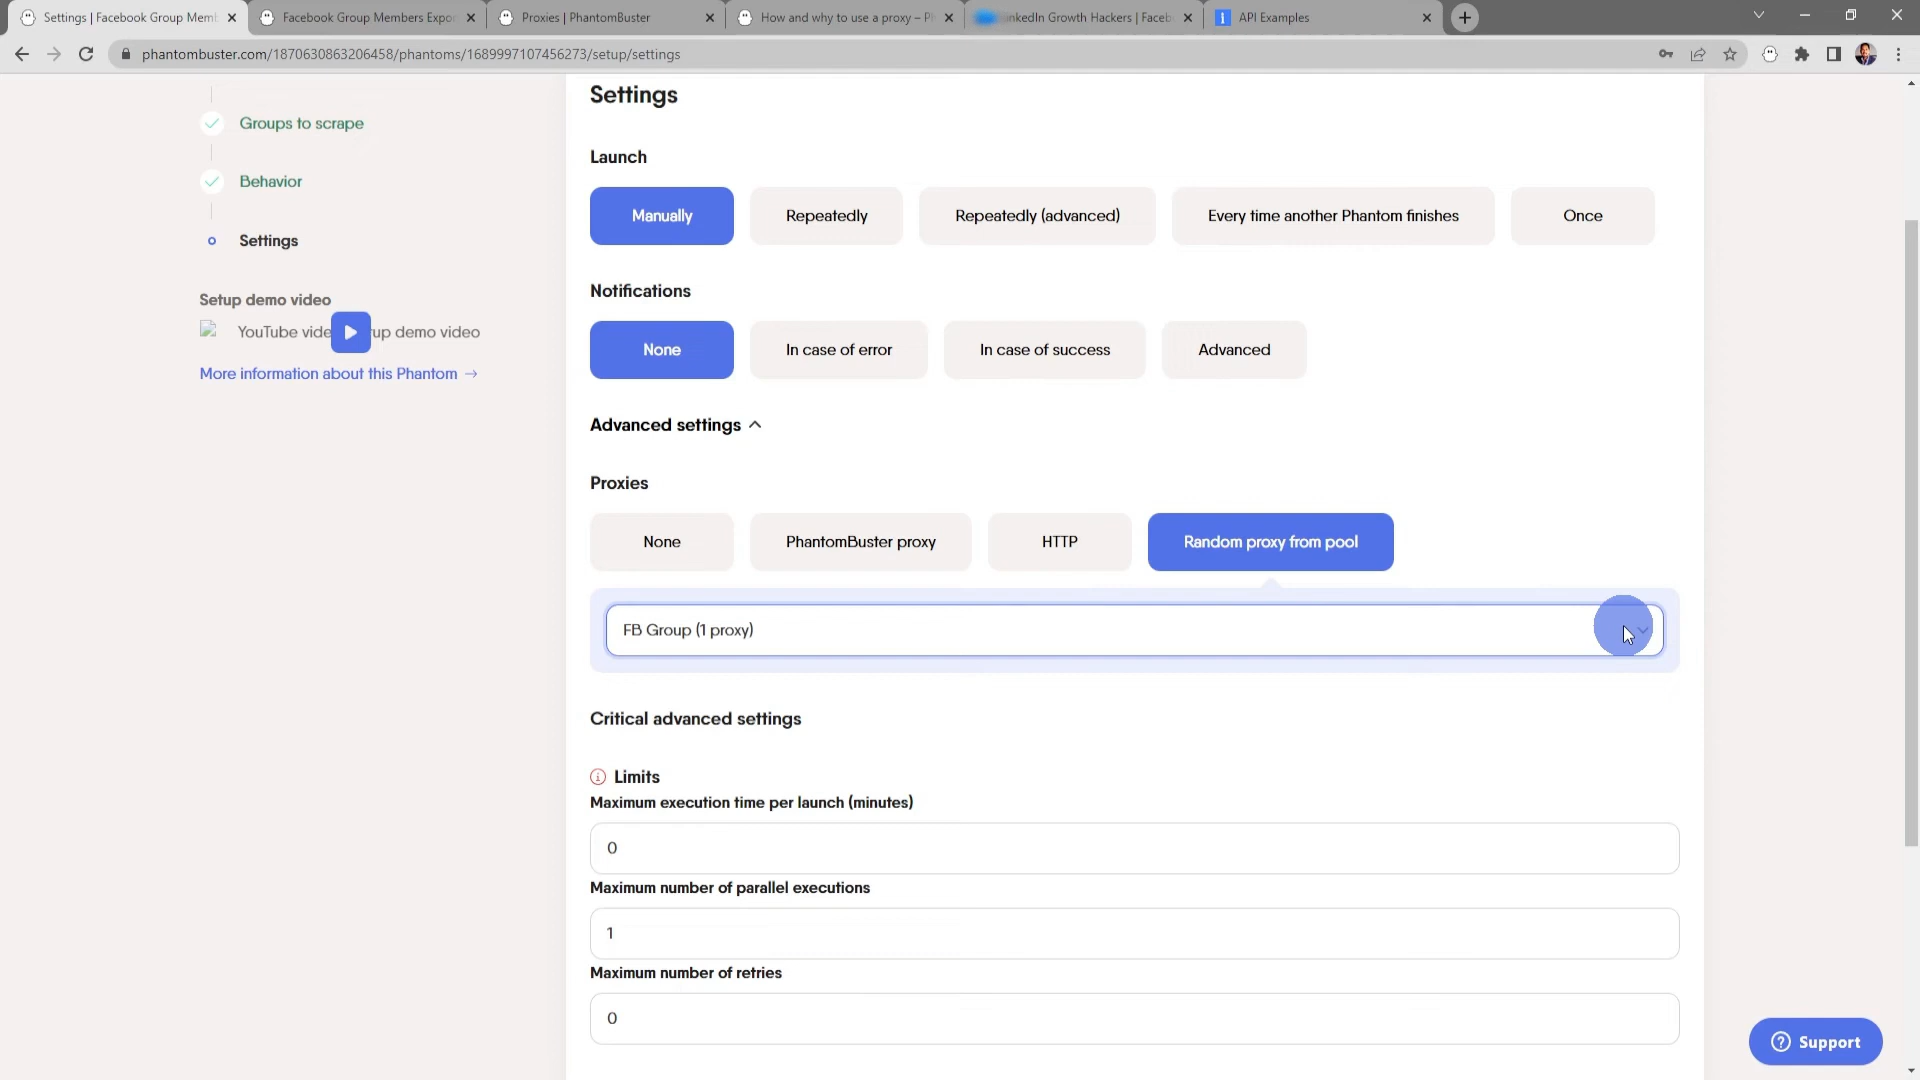 Settings | Facebook Group Mem
Facebook Group Members Expo
Proxies | PhantomBuster
How and why to use a proxy – P
inkedIn Growth Hackers | Faceb
API Examples
phantombuster.com/1870630863206458/phantoms/1689997107456273/setup/settings
Groups to scrape
Behavior
Settings
Setup demo video
YouTube vide up demo video
More information about this Phantom →
Settings
Launch
Manually
Repeatedly
Repeatedly (advanced)
Every time another Phantom finishes
Once
Notifications
None
In case of error
In case of success
Advanced
Advanced settings
Proxies
None
PhantomBuster proxy
HTTP
Random proxy from pool
FB Group (1 proxy)
Critical advanced settings
Limits
Maximum execution time per launch (minutes)
0
Maximum number of parallel executions
1
Maximum number of retries
0
Support